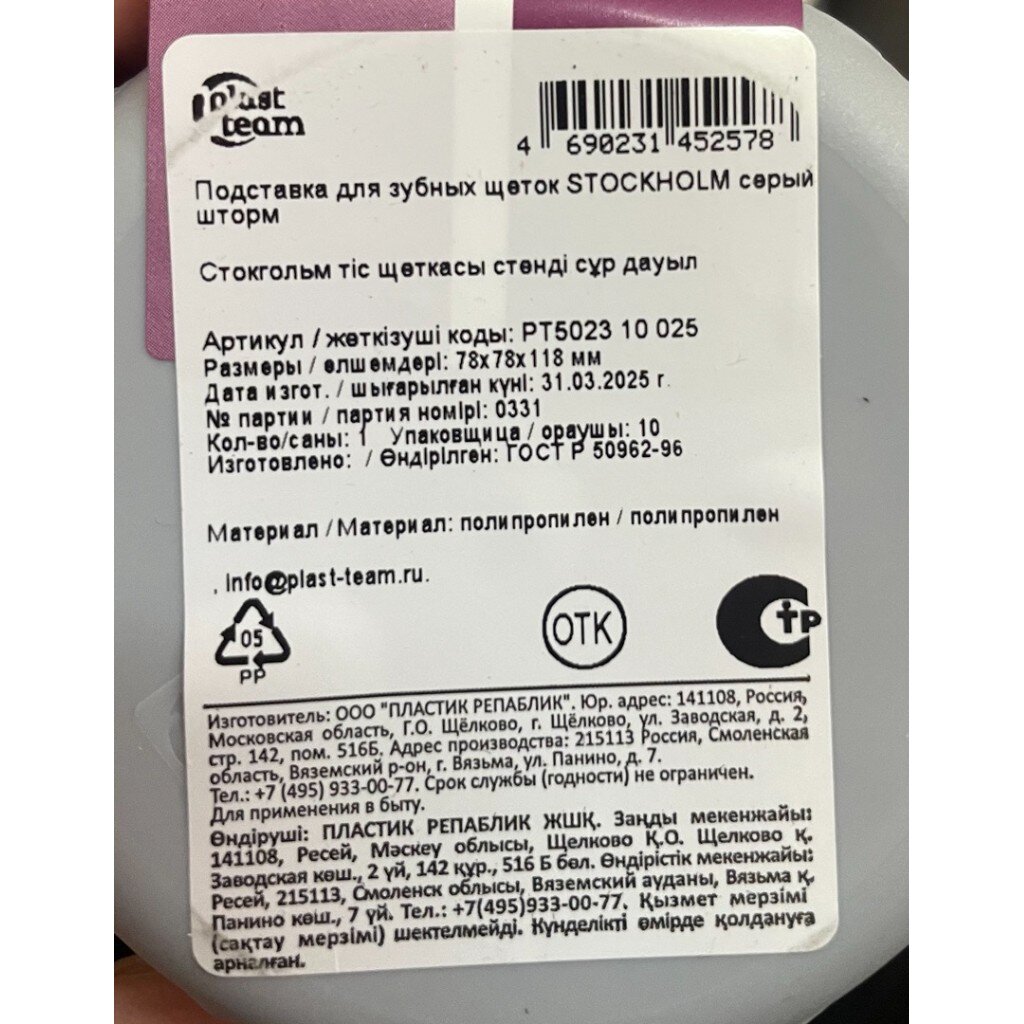 plast
team
4 690231 452578
Подставка для зубных щеток STOCKHOLM серый
шторм
Стокгольм тіс щеткасы стенді сұр дауыл
Артикул / жеткізуші коды: PT5023 10 025
Размеры / өлшемдері: 78х78х118 мм
Дата изгот. / шығарылған күні: 31.03.2025 г.
№ партии / партия номірі: 0331
Кол-во/саны: 1 Упаковщица / ораушы: 10
Изготовлено: / Өндірілген: ГОСТ Р 50962-96
Материал / Материал: полипропилен / полипропилен
, info@plast-team.ru.
05
PP
ОТК
тР
Изготовитель: ООО "ПЛАСТИК РЕПАБЛИК". Юр. адрес: 141108, Россия,
Московская область, Г.О. Щёлково, г. Щёлково, ул. Заводская, д. 2,
стр. 142, пом. 516Б. Адрес производства: 215113 Россия, Смоленская
область, Вяземский р-он, г. Вязьма, ул. Панино, д. 7.
Тел.: +7 (495) 933-00-77. Срок службы (годности) не ограничен.
Для применения в быту.
Өндіруші: ПЛАСТИК РЕПАБЛИК ЖШҚ. Заңды мекенжайы:
141108, Ресей, Мәскеу облысы, Щелково Қ.О. Щелково қ.
Заводская көш., 2 үй, 142 құр., 516 Б бөл. Өндірістік мекенжайы:
Ресей, 215113, Смоленск облысы, Вяземский ауданы, Вязьма қ.
Панино көш., 7 үй. Тел.: +7(495)933-00-77. Қызмет мерзімі
(сақтау мерзімі) шектелмейді. Күнделікті өмірде қолдануға
арналған.